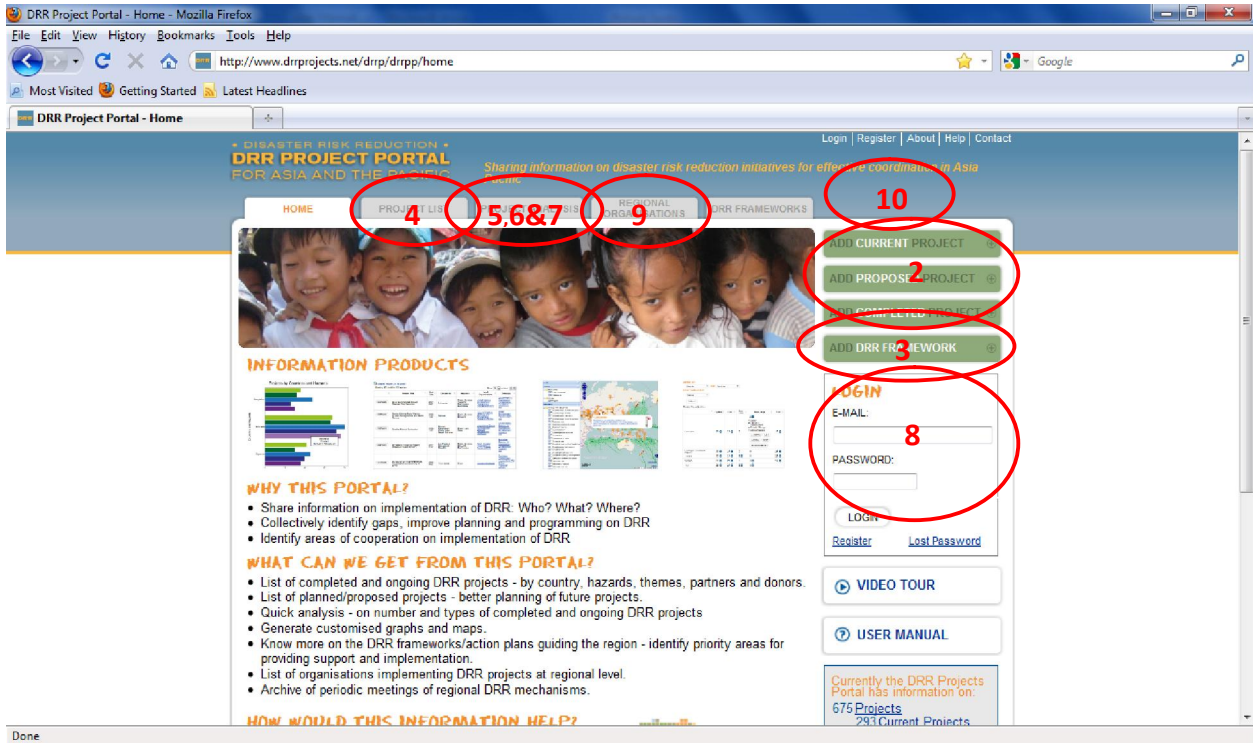 DRR Project Portal - Home - Mozilla Firefox
File Edit View History Bookmarks Tools Help
http://www.drrprojects.net/drrp/drrpp/home
Google
Most Visited Getting Started Latest Headlines
DRR Project Portal - Home
Login | Register | About | Help | Contact
• DISASTER RISK REDUCTION •
DRR PROJECT PORTAL
FOR ASIA AND THE PACIFIC
Sharing information on disaster risk reduction initiatives for effective coordination in Asia
Pacific
10
HOME
PROJECT LIST
4
PROJECT ANALYSIS
5,6&7
REGIONAL
ORGANISATIONS
9
DRR FRAMEWORKS
ADD CURRENT PROJECT
ADD PROPOSED PROJECT
2
ADD COMPLETED PROJECT
ADD DRR FRAMEWORK
3
INFORMATION PRODUCTS
LOGIN
E-MAIL:
8
PASSWORD:
LOGIN
Register Lost Password
WHY THIS PORTAL?
• Share information on implementation of DRR: Who? What? Where?
• Collectively identify gaps, improve planning and programming on DRR
• Identify areas of cooperation on implementation of DRR
WHAT CAN WE GET FROM THIS PORTAL?
• List of completed and ongoing DRR projects - by country, hazards, themes, partners and donors.
• List of planned/proposed projects - better planning of future projects.
• Quick analysis - on number and types of completed and ongoing DRR projects
• Generate customised graphs and maps.
• Know more on the DRR frameworks/action plans guiding the region - identify priority areas for
providing support and implementation.
• List of organisations implementing DRR projects at regional level.
• Archive of periodic meetings of regional DRR mechanisms.
HOW WOULD THIS INFORMATION HELP?
VIDEO TOUR
USER MANUAL
Currently the DRR Projects
Portal has information on:
675 Projects
293 Current Projects
Done